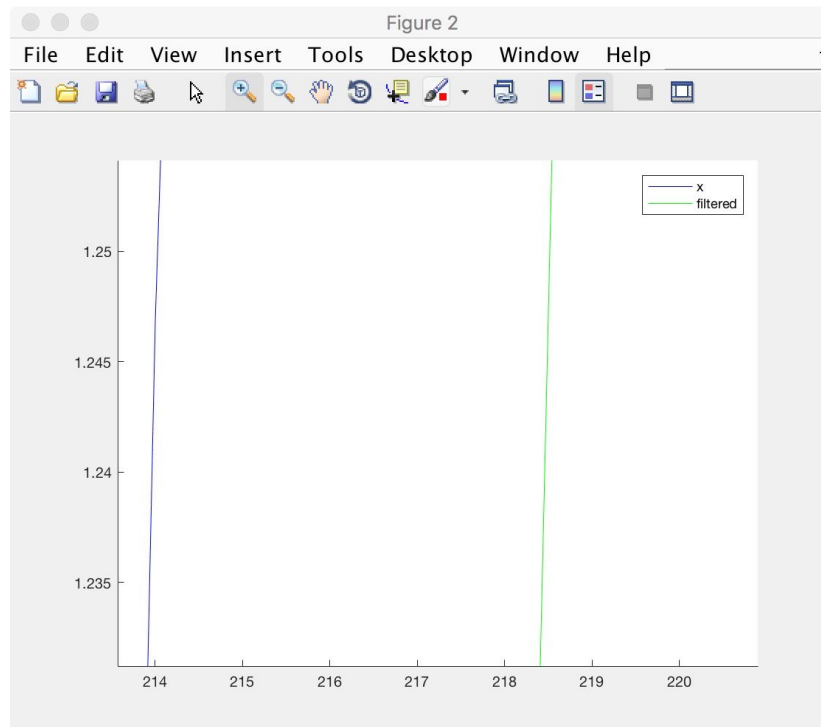 Figure 2
File Edit View Insert Tools Desktop Window Help
x
filtered
1.25
1.245
1.24
1.235
214 215 216 217 218 219 220